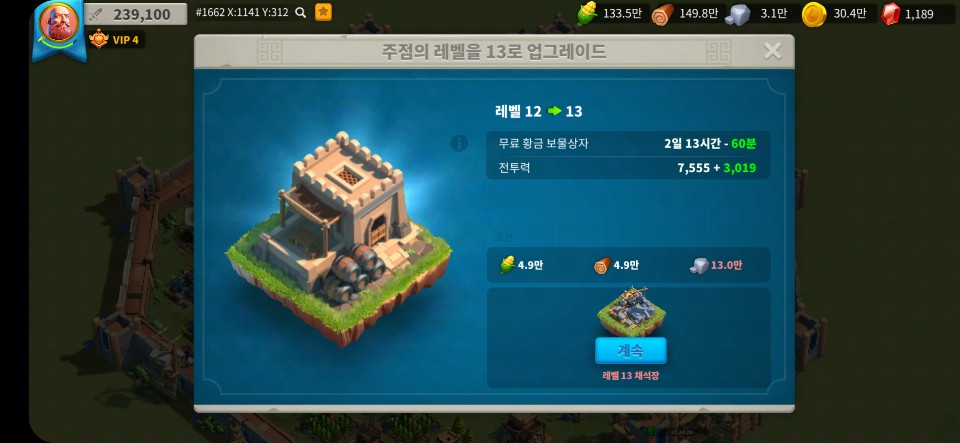 239,100
#1662 X:1141 Y:312
133.5만
149.8만
3.1만
30.4만
1,189
VIP 4
주점의 레벨을 13로 업그레이드
레벨 12 13
무료 황금 보물상자 2일 13시간 - 60분
전투력 7,555 + 3,019
조건
4.9만 4.9만 13.0만
계속
레벨 13 채석장